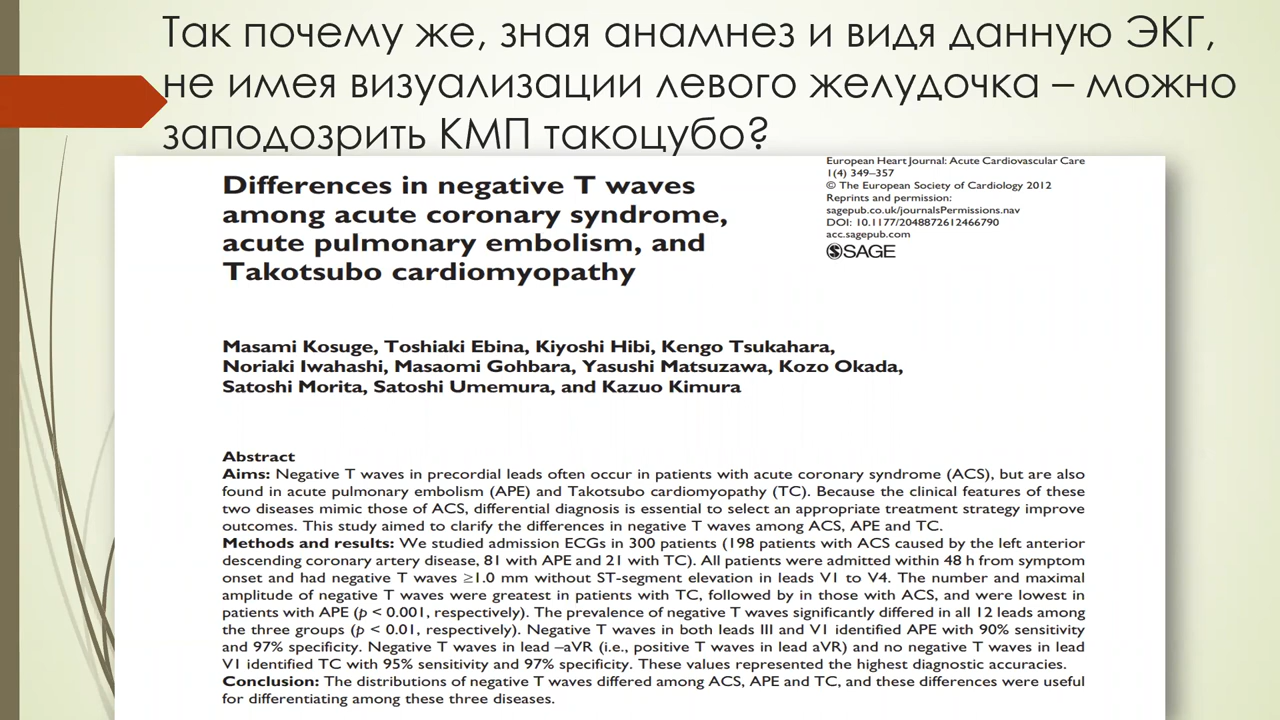 Так почему же, зная анамнез и видя данную ЭКГ,
не имея визуализации левого желудочка – можно
заподозрить КМП такоцубо?
Differences in negative T waves
among acute coronary syndrome,
acute pulmonary embolism, and
Takotsubo cardiomyopathy
European Heart Journal: Acute Cardiovascular Care
1(4) 349–357
© The European Society of Cardiology 2012
Reprints and permission:
sagepub.co.uk/journalsPermissions.nav
DOI: 10.1177/2048872612466790
acc.sagepub.com
SAGE
Masami Kosuge, Toshiaki Ebina, Kiyoshi Hibi, Kengo Tsukahara,
Noriaki Iwahashi, Masaomi Gohbara, Yasushi Matsuzawa, Kozo Okada,
Satoshi Morita, Satoshi Umemura, and Kazuo Kimura
Abstract
Aims: Negative T waves in precordial leads often occur in patients with acute coronary syndrome (ACS), but are also
found in acute pulmonary embolism (APE) and Takotsubo cardiomyopathy (TC). Because the clinical features of these
two diseases mimic those of ACS, differential diagnosis is essential to select an appropriate treatment strategy improve
outcomes. This study aimed to clarify the differences in negative T waves among ACS, APE and TC.
Methods and results: We studied admission ECGs in 300 patients (198 patients with ACS caused by the left anterior
descending coronary artery disease, 81 with APE and 21 with TC). All patients were admitted within 48 h from symptom
onset and had negative T waves ≥1.0 mm without ST-segment elevation in leads V1 to V4. The number and maximal
amplitude of negative T waves were greatest in patients with TC, followed by in those with ACS, and were lowest in
patients with APE (p < 0.001, respectively). The prevalence of negative T waves significantly differed in all 12 leads among
the three groups (p < 0.01, respectively). Negative T waves in both leads III and V1 identified APE with 90% sensitivity
and 97% specificity. Negative T waves in lead –aVR (i.e., positive T waves in lead aVR) and no negative T waves in lead
V1 identified TC with 95% sensitivity and 97% specificity. These values represented the highest diagnostic accuracies.
Conclusion: The distributions of negative T waves differed among ACS, APE and TC, and these differences were useful
for differentiating among these three diseases.